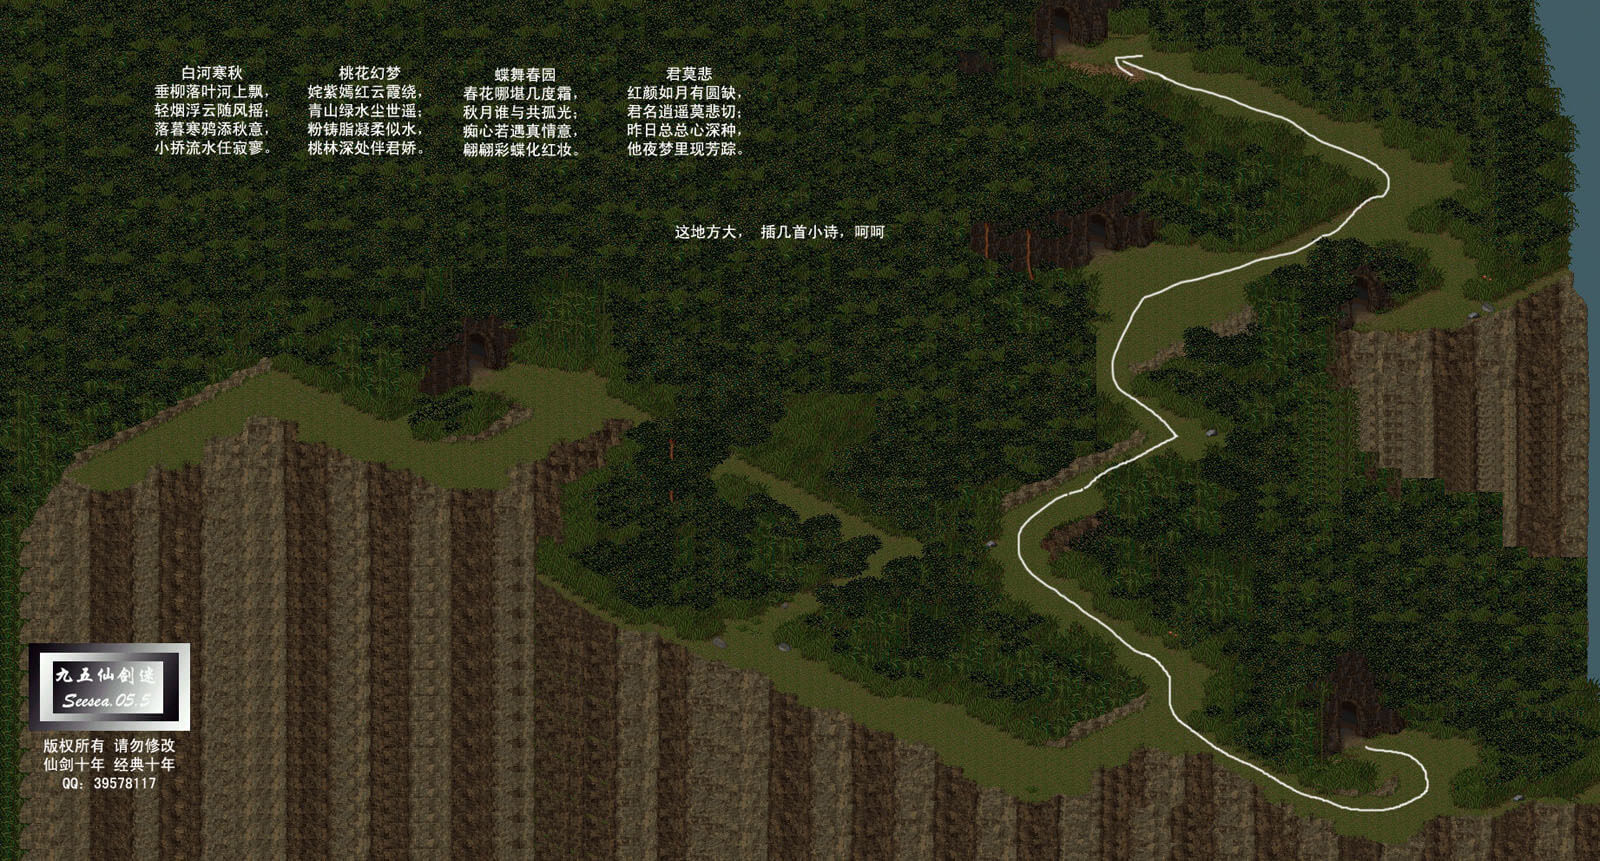 白河寒秋
垂柳落叶河上飘，
轻烟浮云随风摇；
落暮寒鸦添秋意，
小挢流水任寂寥。
桃花幻梦
姹紫嫣红云霞绕，
青山绿水尘世遥；
粉铸脂凝柔似水，
桃林深处伴君娇。
蝶舞春园
春花哪堪几度霜，
秋月谁与共孤光；
痴心若遇真情意，
翩翩彩蝶化红妆。
君莫悲
红颜如月有圆缺，
君名逍遥莫悲切；
昨日总总心深种，
他夜梦里现芳踪。
这地方大， 插几首小诗，呵呵
九五仙剑迷
Seesea.05.5
版权所有 请勿修改
仙剑十年 经典十年
QQ：39578117